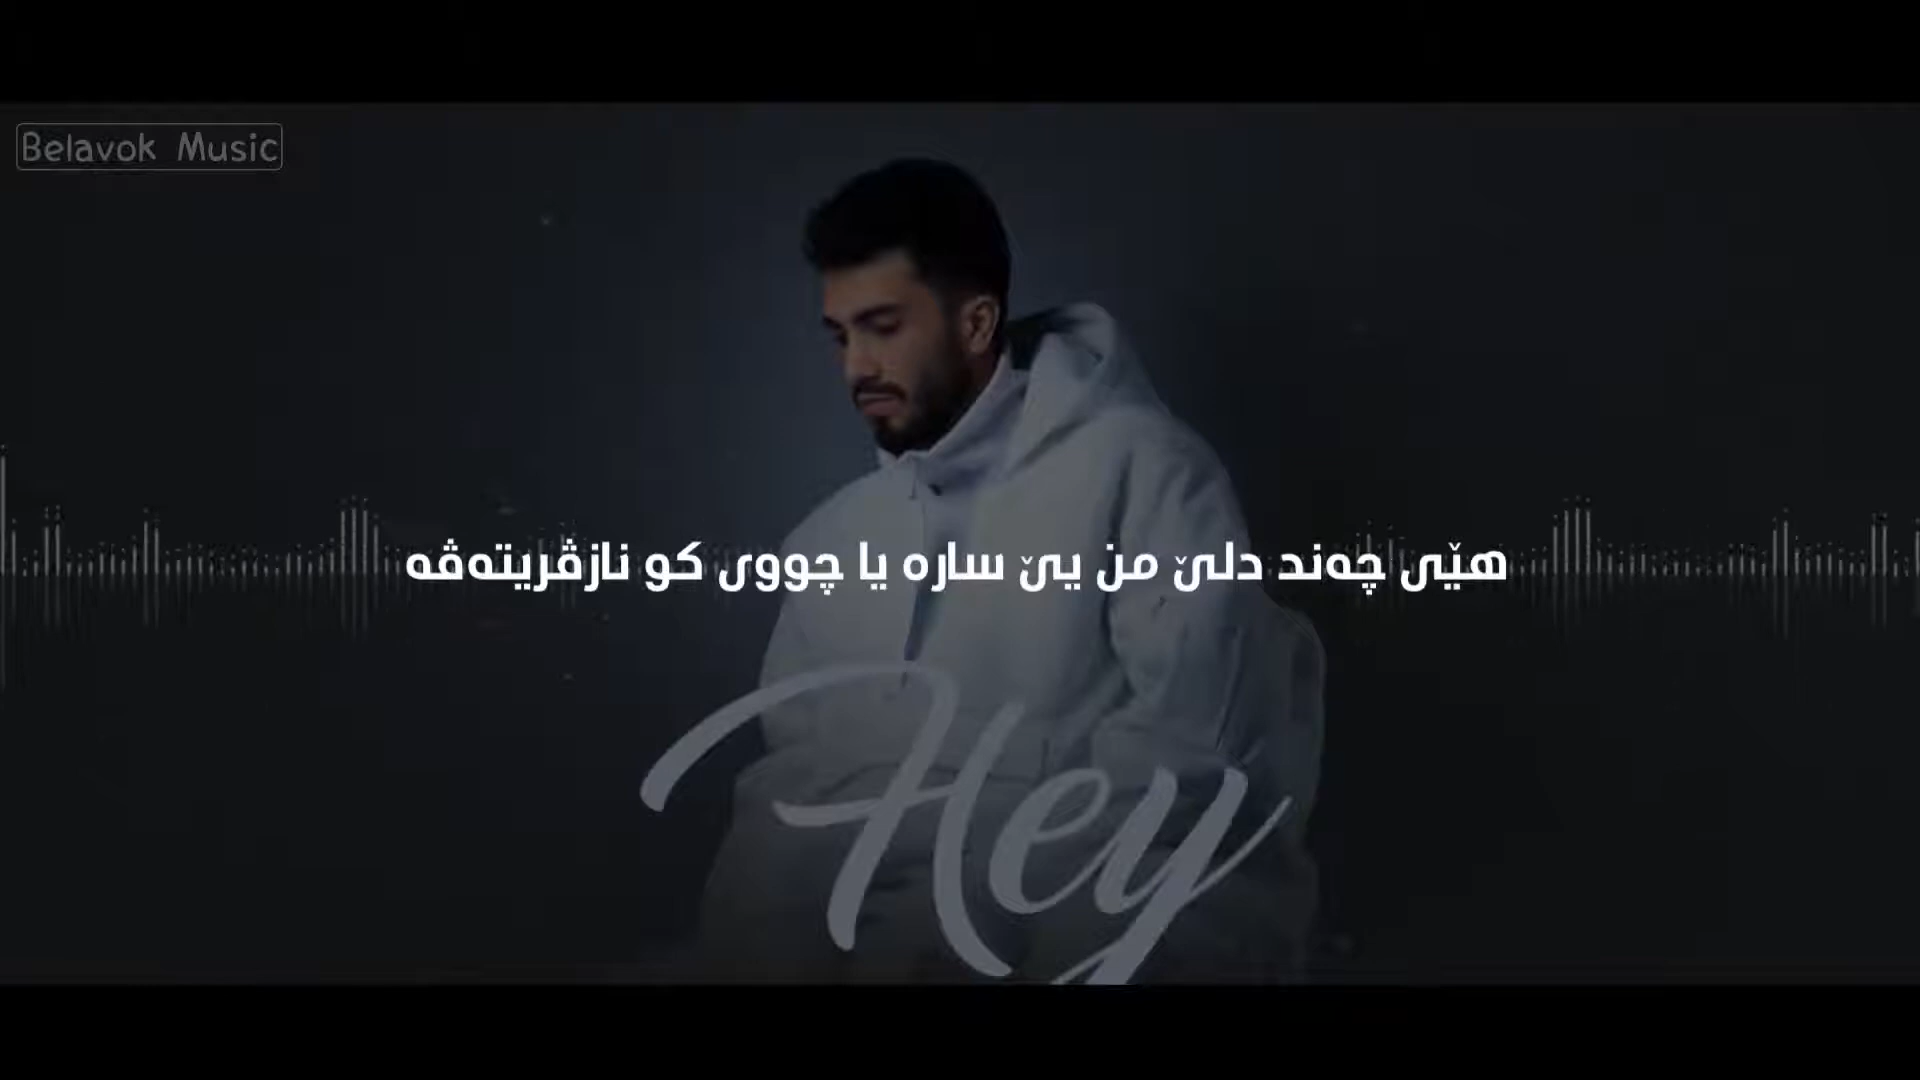 Belavok Music
هێی چەند دلێ من یێ سارە یا چووی کو نازڤریتەڤە
Hey